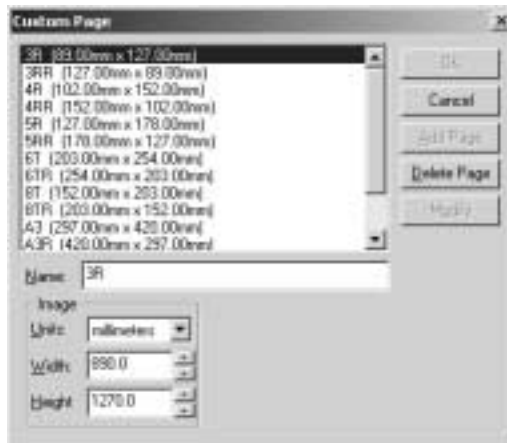 Custom Page
3R (89.00mm x 127.00mm)
3RR (127.00mm x 89.00mm)
4R (102.00mm x 152.00mm)
4RR (152.00mm x 102.00mm)
5R (127.00mm x 178.00mm)
5RR (178.00mm x 127.00mm)
6T (203.00mm x 254.00mm)
6TR (254.00mm x 203.00mm)
8T (152.00mm x 203.00mm)
8TR (203.00mm x 152.00mm)
A3 (297.00mm x 420.00mm)
A3R (420.00mm x 297.00mm)
Ok
Cancel
Add Page
Delete Page
Modify
Name: 3R
Image
Units: millimeters
Width: 890.0
Height 1270.0